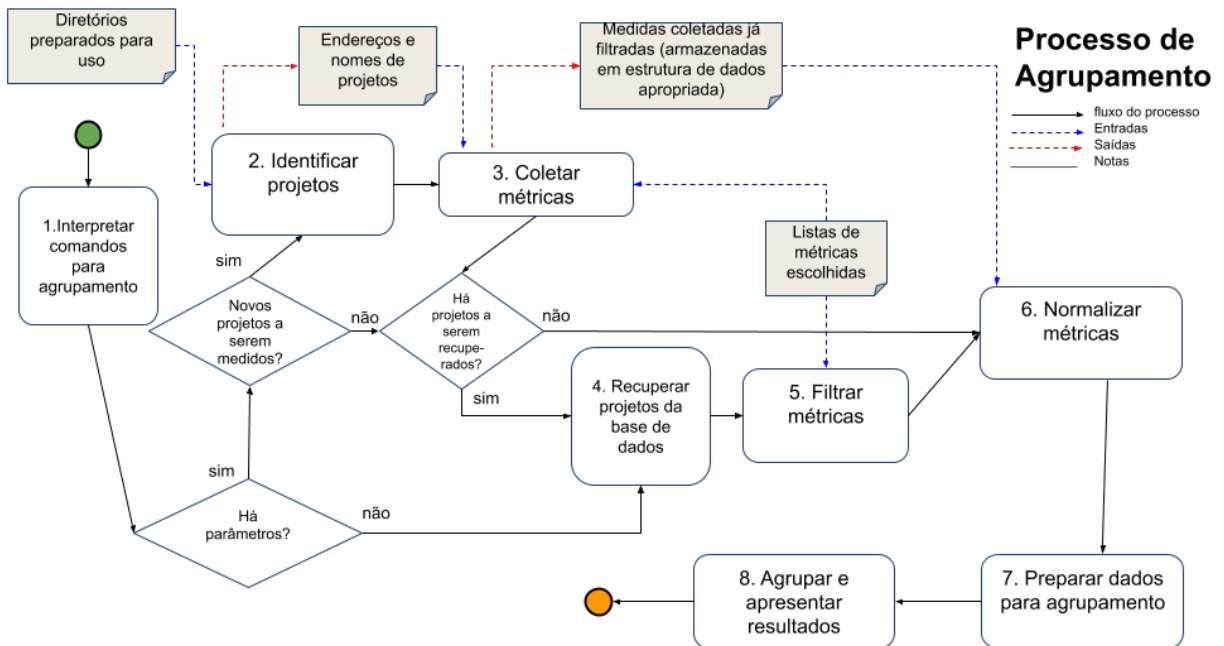 Diretórios
preparados para
uso
Endereços e
nomes de
projetos
Medidas coletadas já
filtradas (armazenadas
em estrutura de dados
apropriada)
Processo de
Agrupamento
fluxo do processo
Entradas
Saídas
Notas
1.Interpretar
comandos
para
agrupamento
2. Identificar
projetos
3. Coletar
métricas
Listas de
métricas
escolhidas
sim
Novos
projetos a
serem
medidos?
não
Há
projetos a
serem
recupe-
rados?
não
sim
6. Normalizar
métricas
4. Recuperar
projetos da
base de
dados
5. Filtrar
métricas
sim
Há
parâmetros?
não
8. Agrupar e
apresentar
resultados
7. Preparar dados
para agrupamento